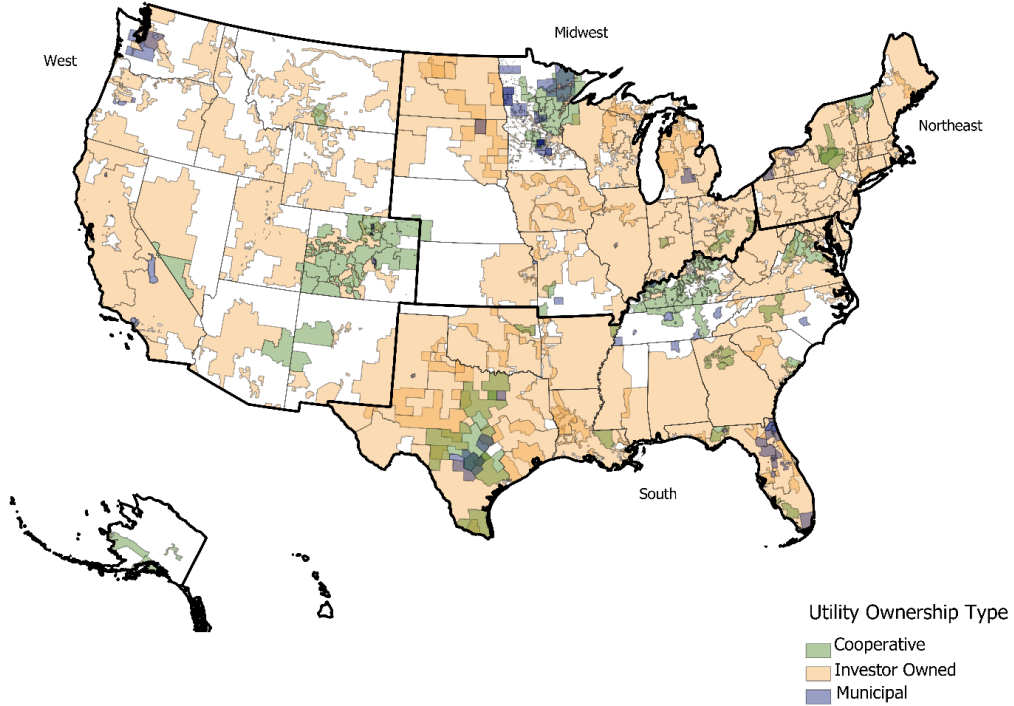 Midwest
West
Northeast
South
Utility Ownership Type
Cooperative
Investor Owned
Municipal